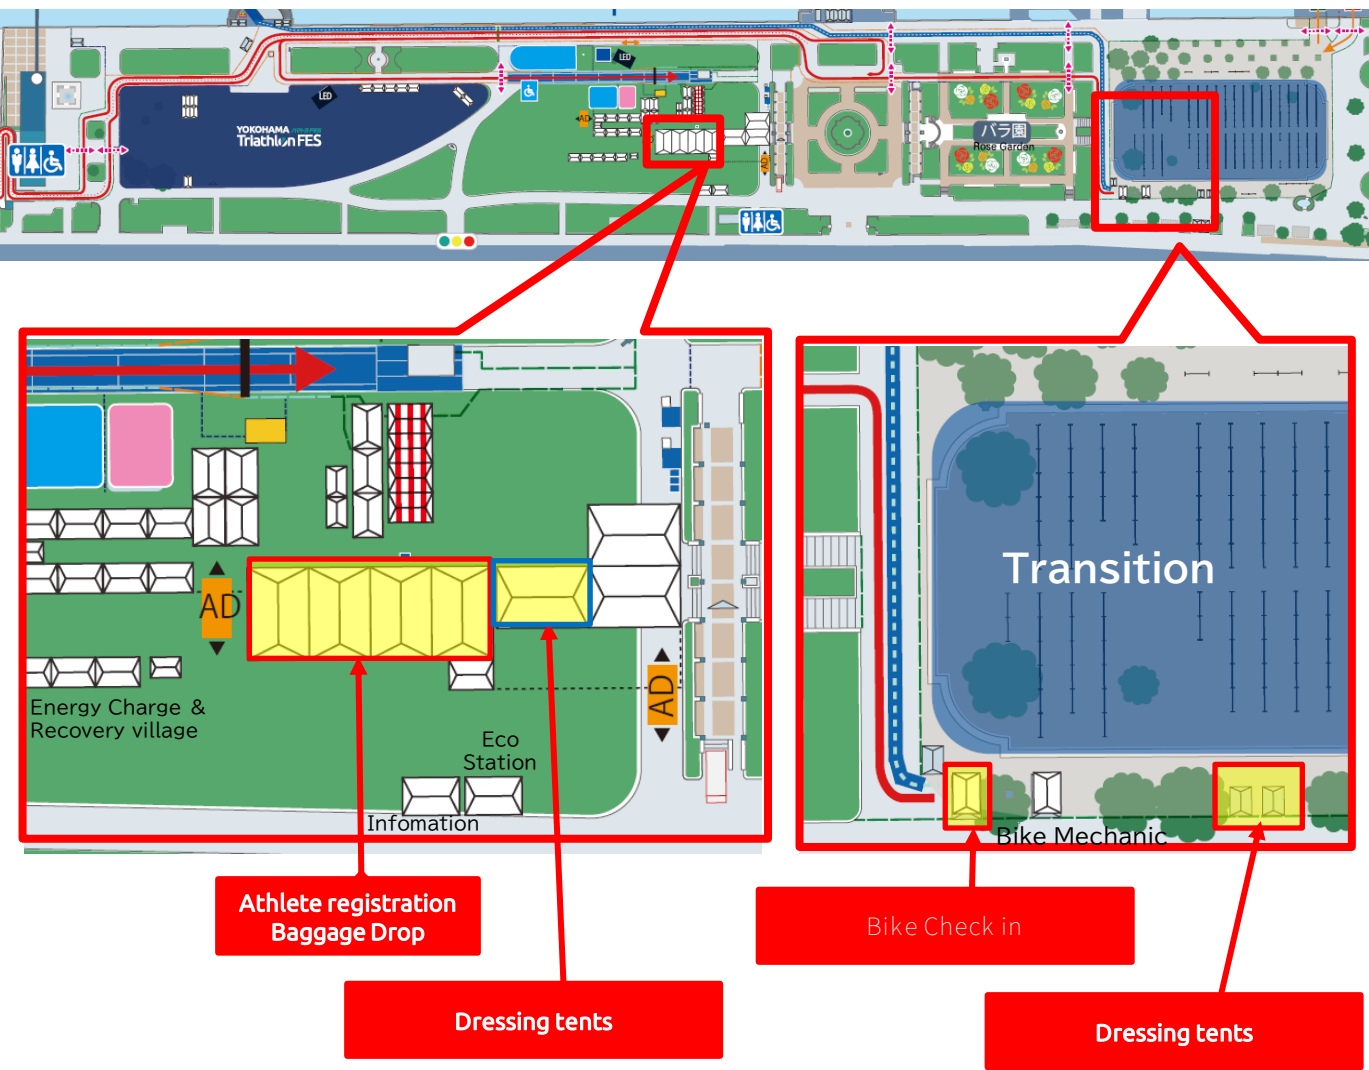 LED
LED
YOKOHAMA
Triathlon FES
AD
AD
バラ園
Rose Garden
AD
AD
Energy Charge &
Recovery village
Eco
Station
Infomation
Transition
Bike Mechanic
Athlete registration
Baggage Drop
Bike Check in
Dressing tents
Dressing tents